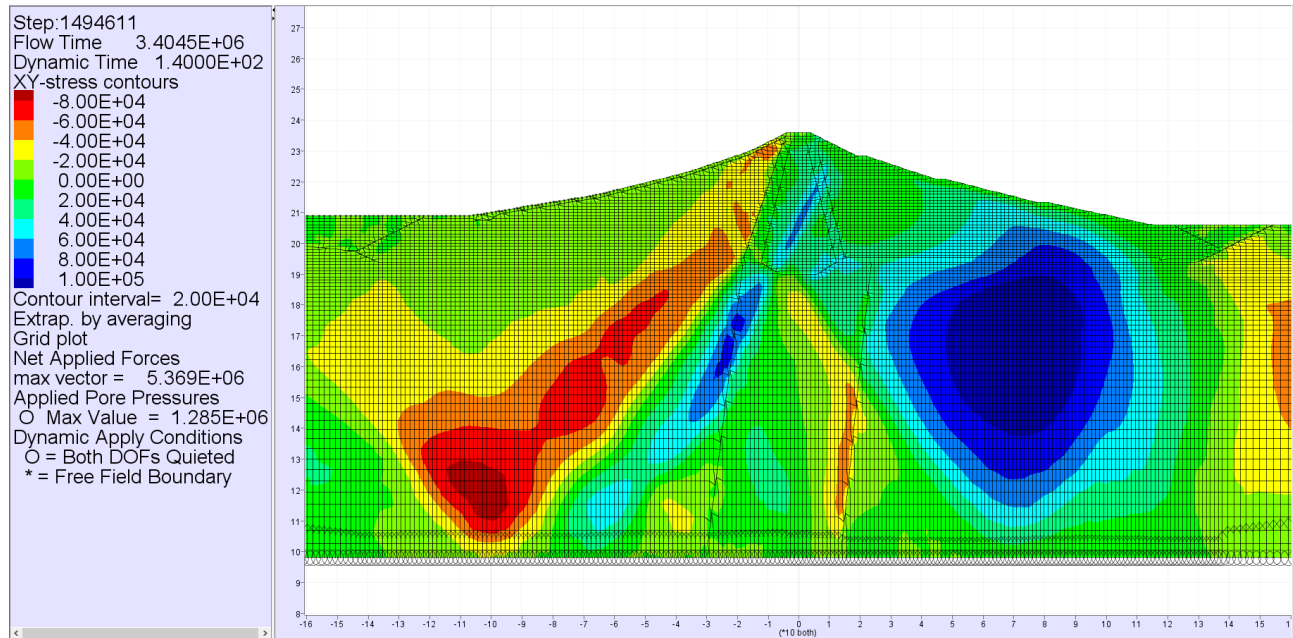 Step:1494611
Flow Time 3.4045E+06
Dynamic Time 1.4000E+02
XY-stress contours
-8.00E+04
-6.00E+04
-4.00E+04
-2.00E+04
0.00E+00
2.00E+04
4.00E+04
6.00E+04
8.00E+04
1.00E+05
Contour interval= 2.00E+04
Extrap. by averaging
Grid plot
Net Applied Forces
max vector = 5.369E+06
Applied Pore Pressures
O Max Value = 1.285E+06
Dynamic Apply Conditions
O = Both DOFs Quieted
* = Free Field Boundary
27
26
25
24
23
22
21
20
19
18
17
16
15
14
13
12
11
10
9
8
-16 -15 -14 -13 -12 -11 -10 -9 -8 -7 -6 -5 -4 -3 -2 -1 0 1 2 3 4 5 6 7 8 9 10 11 12 13 14 15 1
(*10 both)